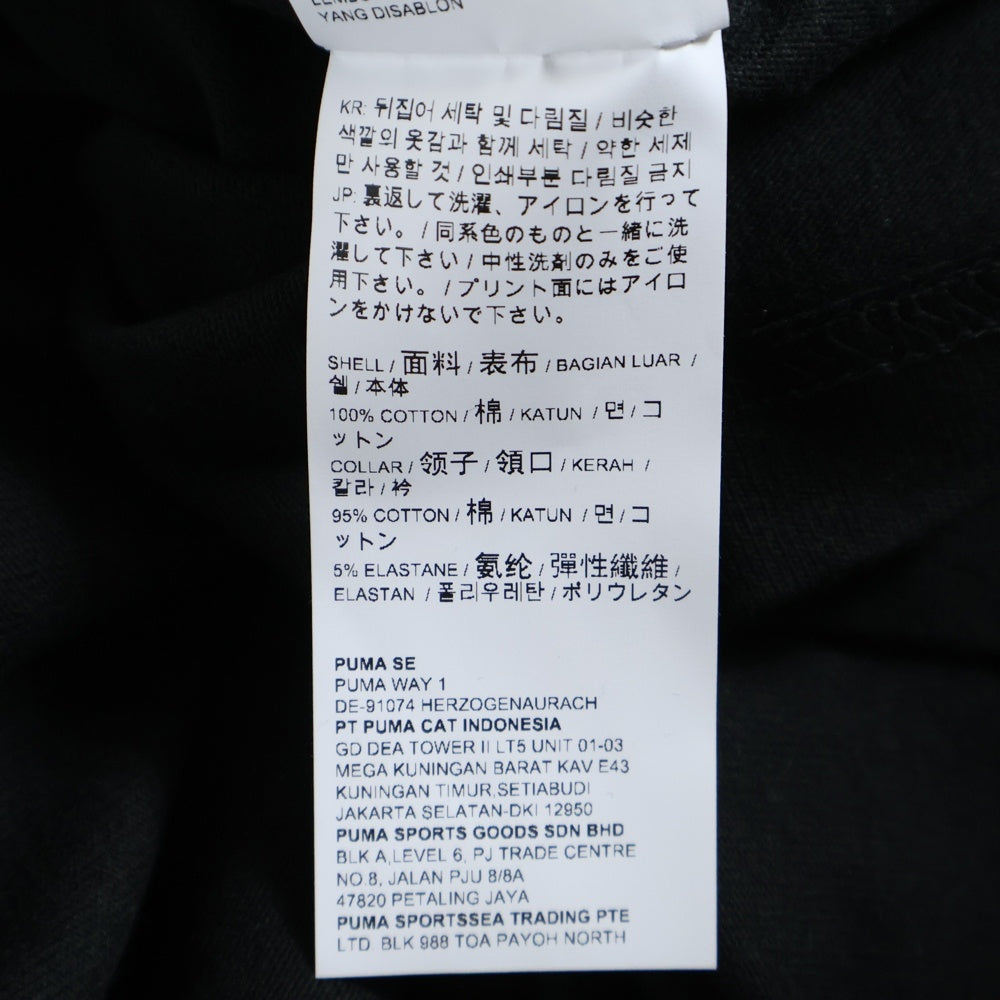 YANG DISABLON
KR: 뒤집어 세탁 및 다림질 / 비슷한
색깔의 옷감과 함께 세탁 / 약한 세제
만 사용할 것 / 인쇄부분 다림질 금지
JP: 裏返して洗濯、アイロンを行って
下さい。 / 同系色のものと一緒に洗
濯して下さい / 中性洗剤のみをご使
用下さい。 / プリント面にはアイロ
ンをかけないで下さい。
SHELL / 面料 / 表布 / BAGIAN LUAR /
쉘 / 本体
100% COTTON / 棉 / KATUN / 면 / コ
ットン
COLLAR / 领子 / 領口 / KERAH /
칼라 / 衿
95% COTTON / 棉 / KATUN / 면 / コ
ットン
5% ELASTANE / 氨纶 / 彈性纖維 /
ELASTAN / 폴리우레탄 / ポリウレタン
PUMA SE
PUMA WAY 1
DE-91074 HERZOGENAURACH
PT PUMA CAT INDONESIA
GD DEA TOWER II LT5 UNIT 01-03
MEGA KUNINGAN BARAT KAV E43
KUNINGAN TIMUR,SETIABUDI
JAKARTA SELATAN-DKI 12950
PUMA SPORTS GOODS SDN BHD
BLK A,LEVEL 6, PJ TRADE CENTRE
NO.8, JALAN PJU 8/8A
47820 PETALING JAYA
PUMA SPORTSSEA TRADING PTE
LTD. BLK 988 TOA PAYOH NORTH